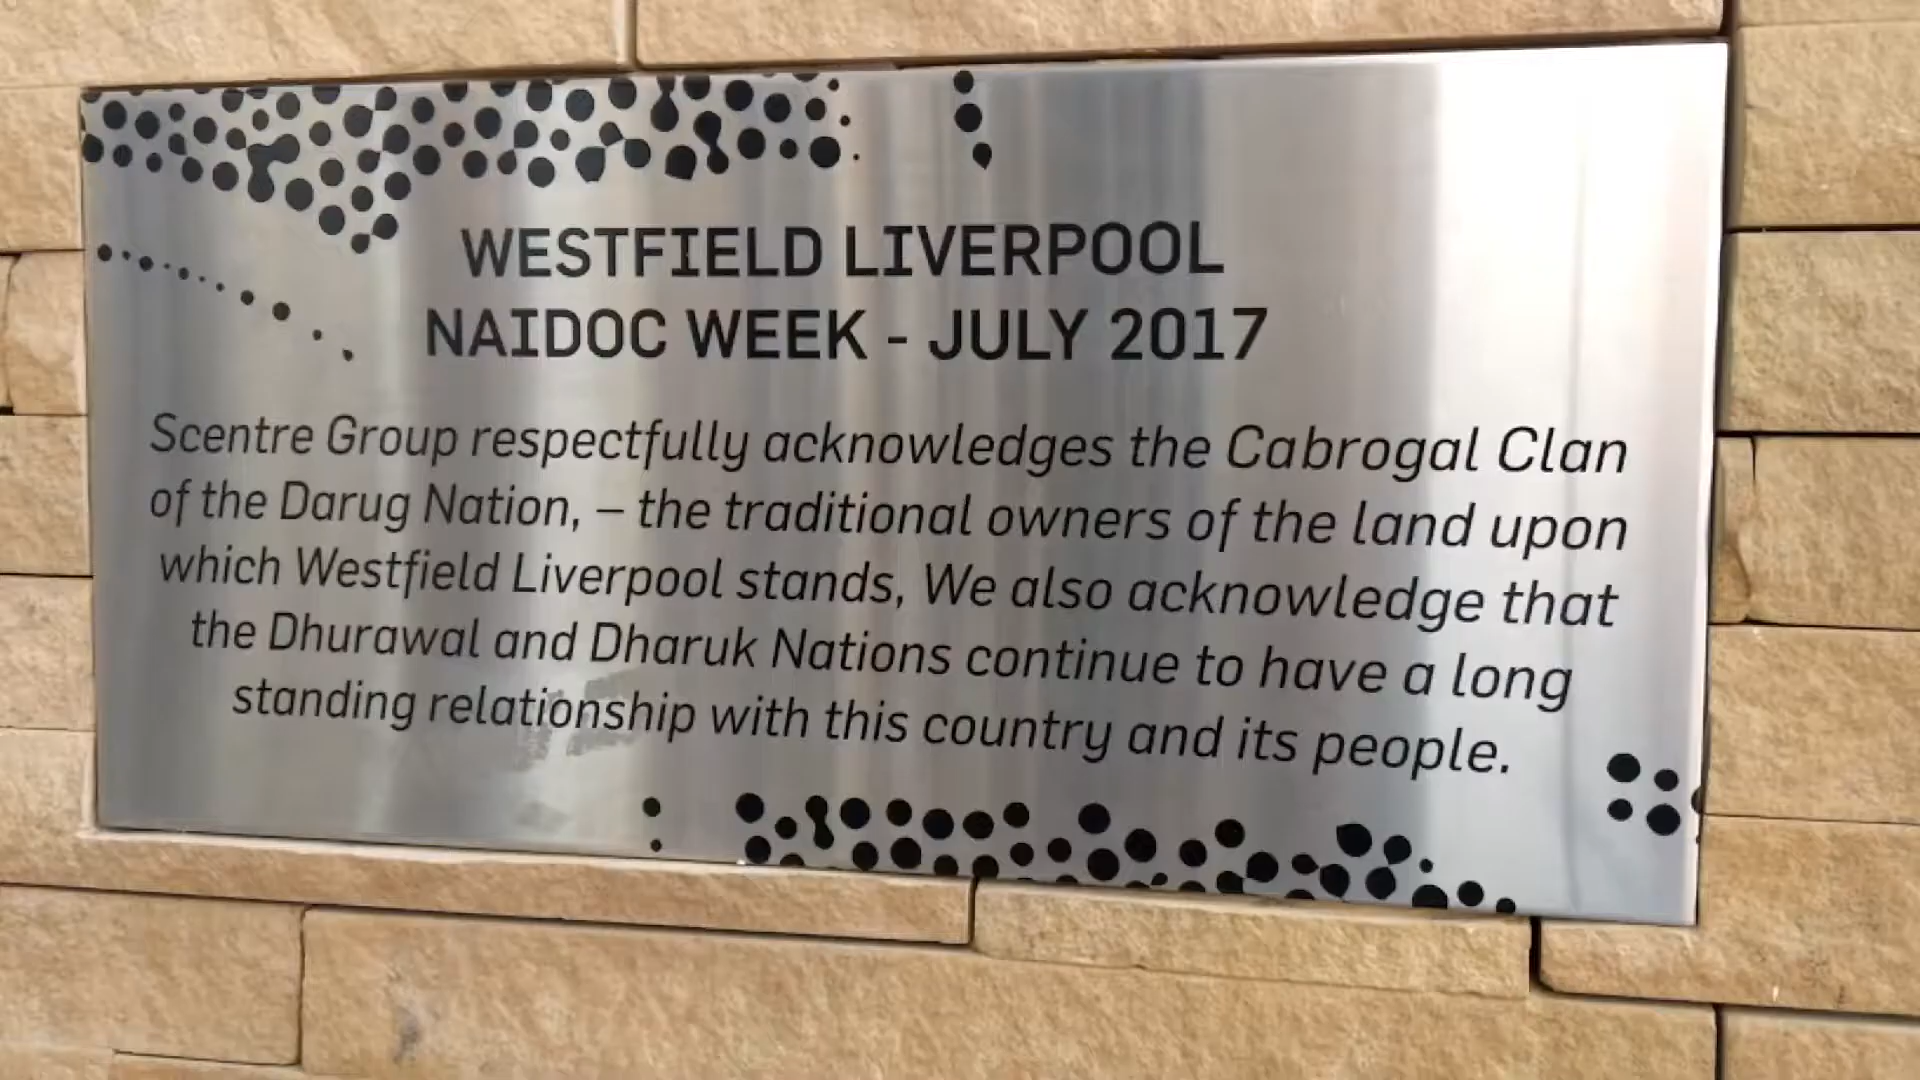 WESTFIELD LIVERPOOL
NAIDOC WEEK - JULY 2017
Scentre Group respectfully acknowledges the Cabrogal Clan
of the Darug Nation, – the traditional owners of the land upon
which Westfield Liverpool stands, We also acknowledge that
the Dhurawal and Dharuk Nations continue to have a long
standing relationship with this country and its people.